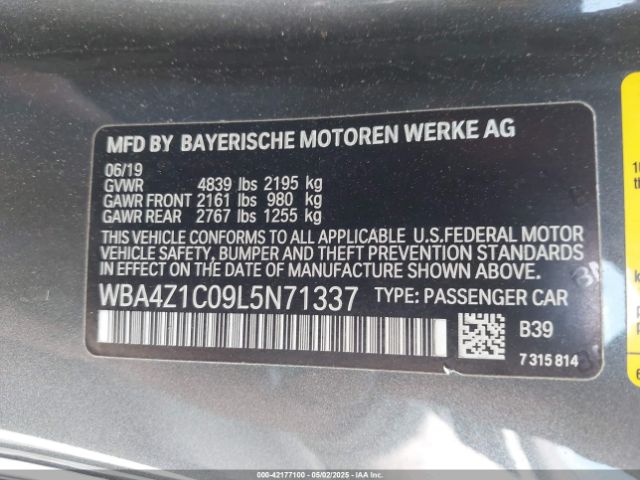 MFD BY BAYERISCHE MOTOREN WERKE AG
06/19
GVWR 4839 lbs 2195 kg
GAWR FRONT 2161 lbs 980 kg
GAWR REAR 2767 lbs 1255 kg
THIS VEHICLE CONFORMS TO ALL APPLICABLE U.S.FEDERAL MOTOR
VEHICLE SAFETY, BUMPER, AND THEFT PREVENTION STANDARDS
IN EFFECT ON THE DATE OF MANUFACTURE SHOWN ABOVE.
WBA4Z1C09L5N71337 TYPE: PASSENGER CAR
B39
7 315 814
000-42177100 - 05/02/2025 - IAAI.COM